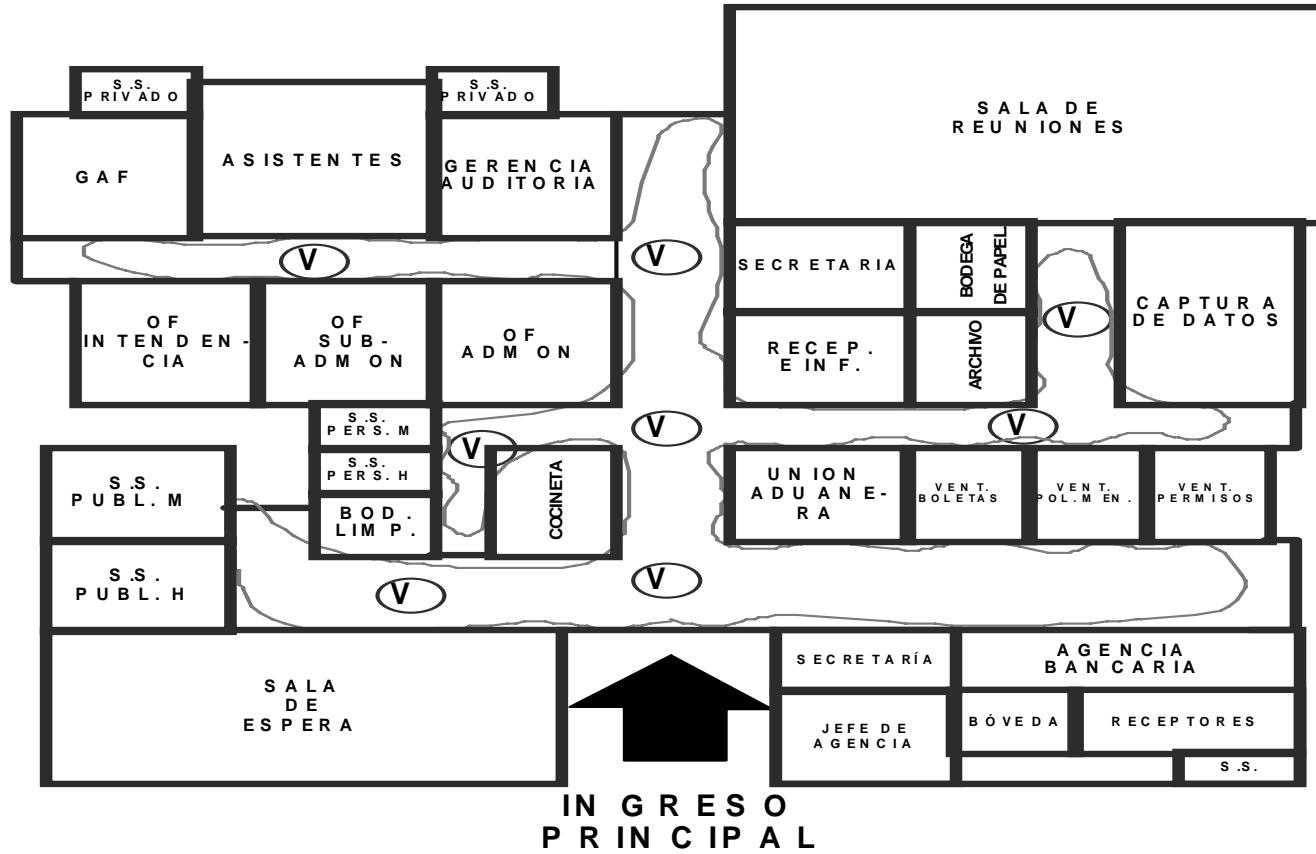 S.S.
PRIVADO
S.S.
PRIVADO
SALA DE
REUNIONES
GAF
ASISTENTES
GERENCIA
AUDITORIA
V
V
SECRETARIA
BODEGA
DE PAPEL
CAPTURA
DE DATOS
V
OF
INTENDEN-
CIA
OF
SUB-
ADMON
OF
ADMON
RECEP.
E INF.
ARCHIVO
S.S.
PERS. M
V
V
V
S.S.
PERS. H
COCINETA
S.S.
PUBL. M
BOD.
LIMP.
UNION
ADUANE-
RA
VENT.
BOLETAS
VENT.
POL.MEN.
VENT.
PERMISOS
S.S.
PUBL. H
V
V
SALA
DE
ESPERA
SECRETARÍA
AGENCIA
BANCARIA
JEFE DE
AGENCIA
BÓVEDA
RECEPTORES
S.S.
INGRESO
PRINCIPAL